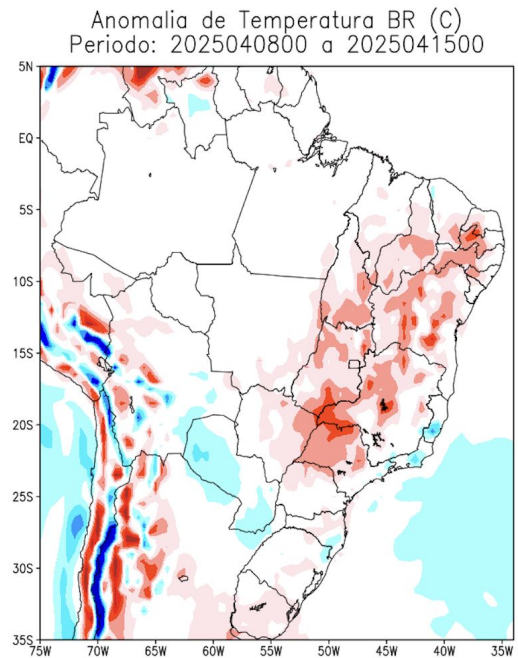 Anomalia de Temperatura BR (C)
Periodo: 2025040800 a 2025041500
5N
EQ
5S
10S
15S
20S
25S
30S
35S
75W 70W 65W 60W 55W 50W 45W 40W 35W